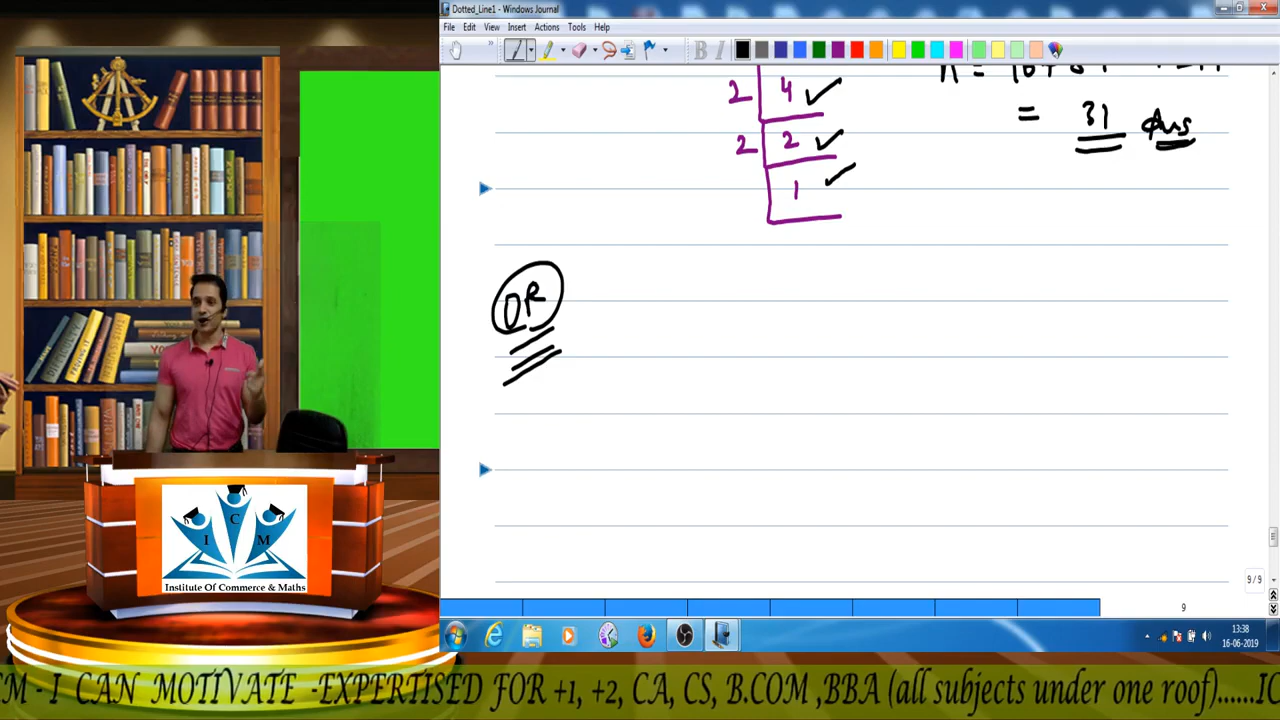 Dotted_Line1 - Windows Journal
File Edit View Insert Actions Tools Help
B I
2 4 ✓
2 2 ✓
1 ✓
= 31 Ans
OR
I C M
Institute Of Commerce & Maths
9 / 9
9
13:38
16-06-2019
CM - I CAN MOTIVATE -EXPERTISED FOR +1, +2, CA, CS, B.COM ,BBA (all subjects under one roof)......IC